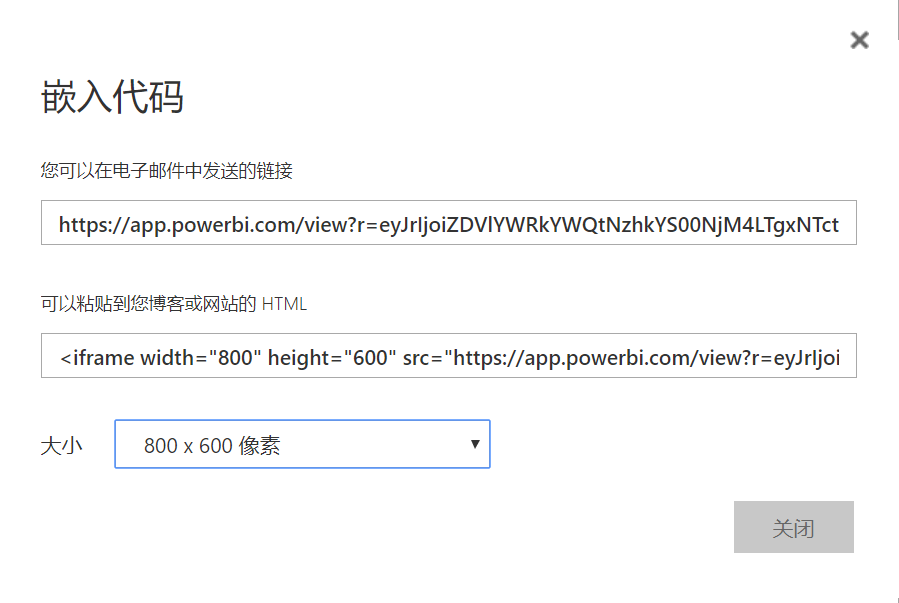 嵌入代码
您可以在电子邮件中发送的链接
https://app.powerbi.com/view?r=eyJrIjoiZDVlYWRkYWQtNzhkYS00NjM4LTgxNTct
可以粘贴到您博客或网站的 HTML
<iframe width="800" height="600" src="https://app.powerbi.com/view?r=eyJrIjoi
大小
800 x 600 像素
关闭